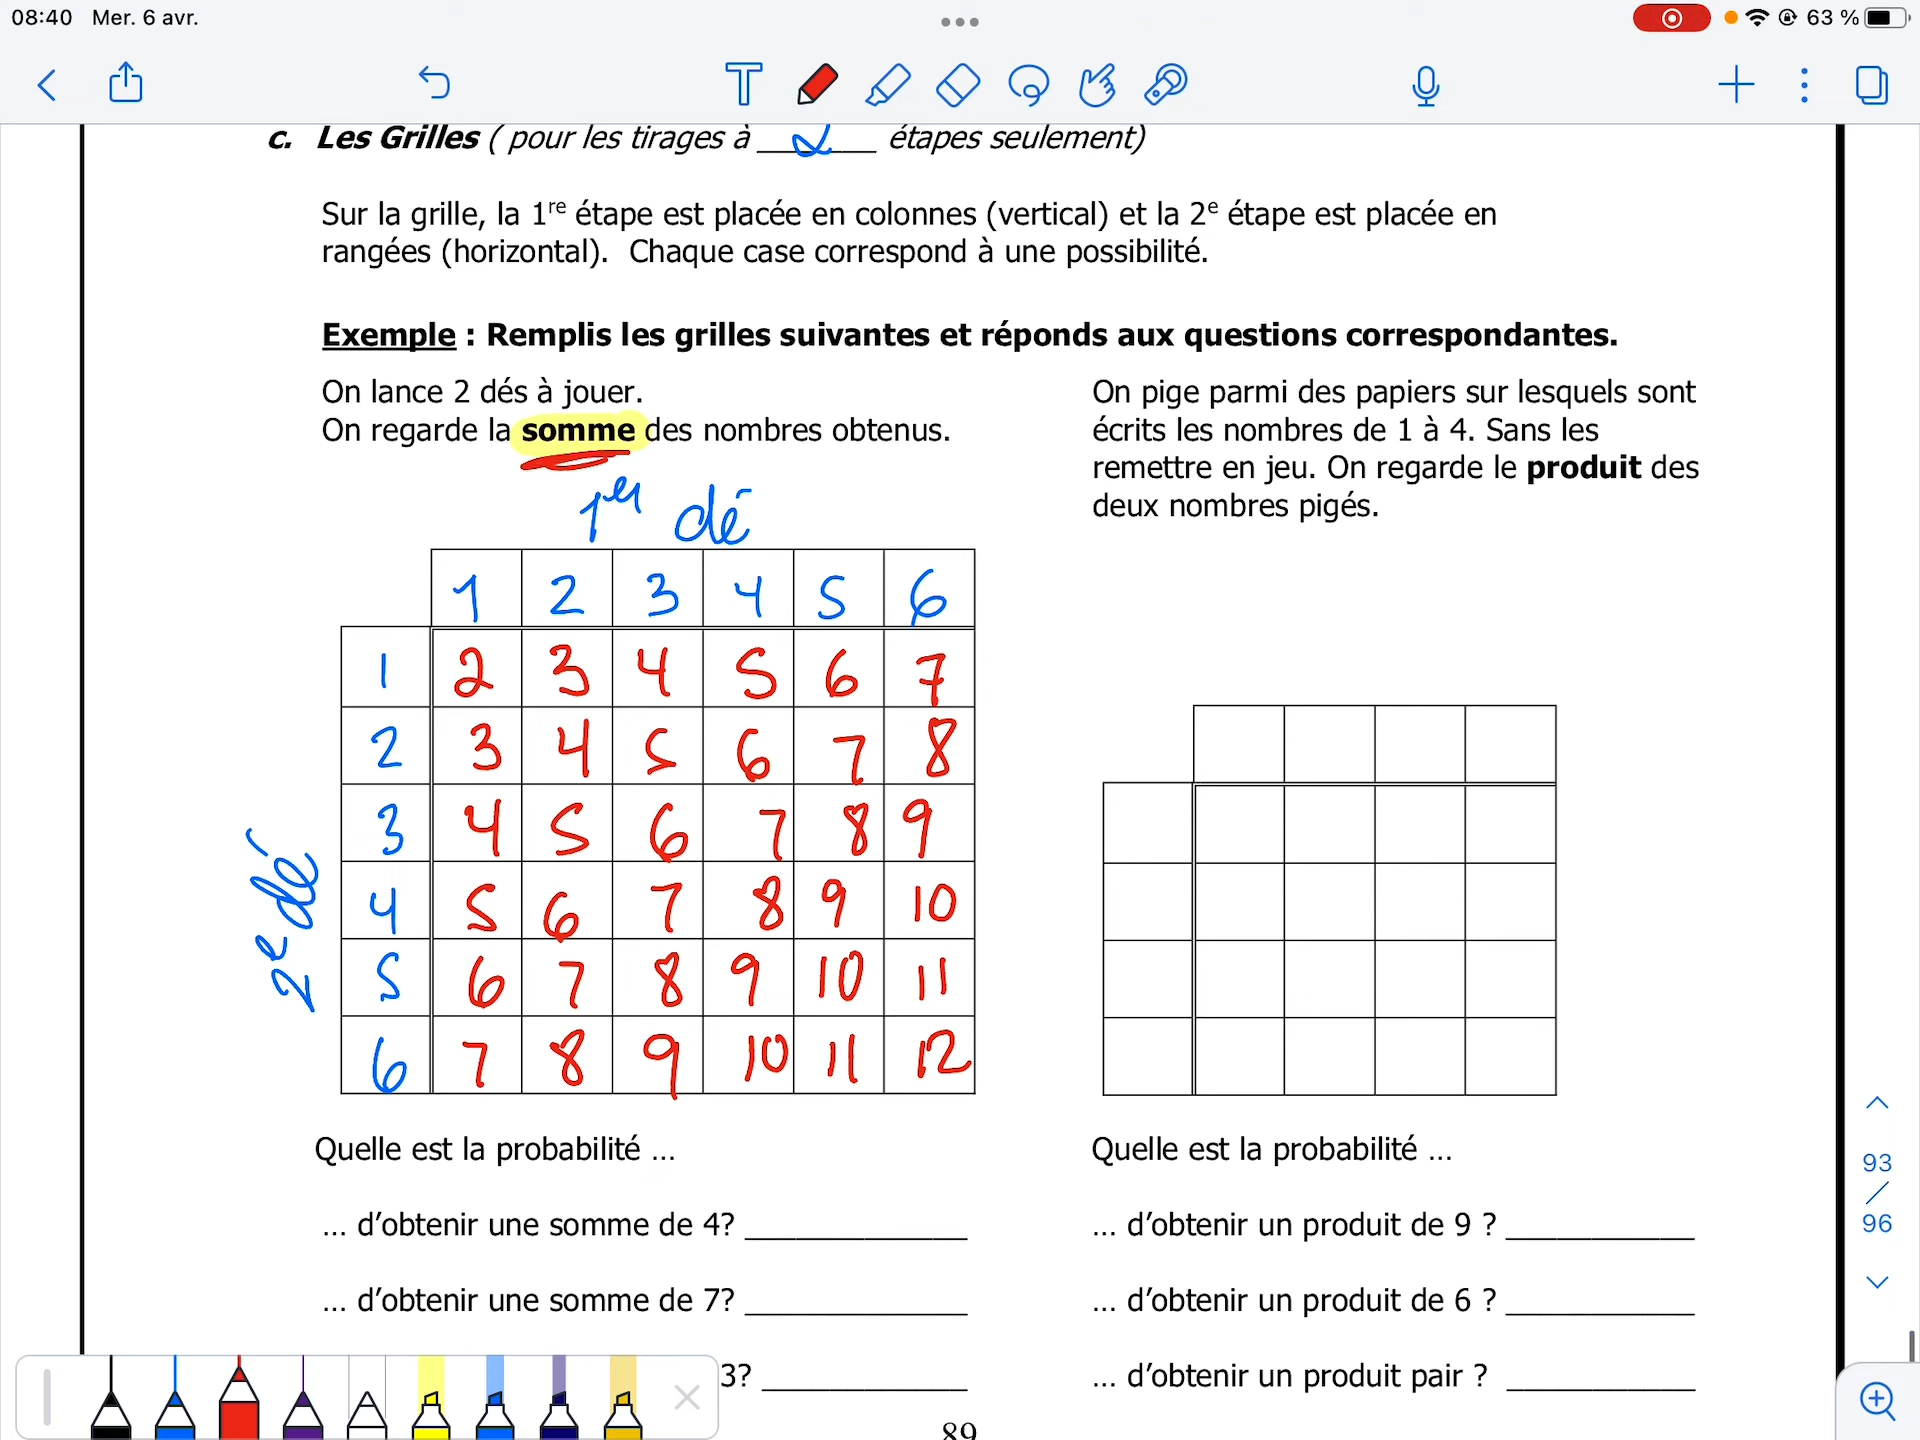 08:40 Mer. 6 avr.
63 %
c. Les Grilles ( pour les tirages à 2 étapes seulement)
Sur la grille, la 1re étape est placée en colonnes (vertical) et la 2e étape est placée en
rangées (horizontal). Chaque case correspond à une possibilité.
Exemple : Remplis les grilles suivantes et réponds aux questions correspondantes.
On lance 2 dés à jouer.
On regarde la somme des nombres obtenus.
1er dé
1 2 3 4 5 6
2e dé
1 2 3 4 5 6 7
2 3 4 5 6 7 8
3 4 5 6 7 8 9
4 5 6 7 8 9 10
5 6 7 8 9 10 11
6 7 8 9 10 11 12
Quelle est la probabilité ...
... d'obtenir une somme de 4? ____________
... d'obtenir une somme de 7? ____________
3? ____________
On pige parmi des papiers sur lesquels sont
écrits les nombres de 1 à 4. Sans les
remettre en jeu. On regarde le produit des
deux nombres pigés.
Quelle est la probabilité ...
... d'obtenir un produit de 9 ? ____________
... d'obtenir un produit de 6 ? ____________
... d'obtenir un produit pair ? ____________
89
93
/
96